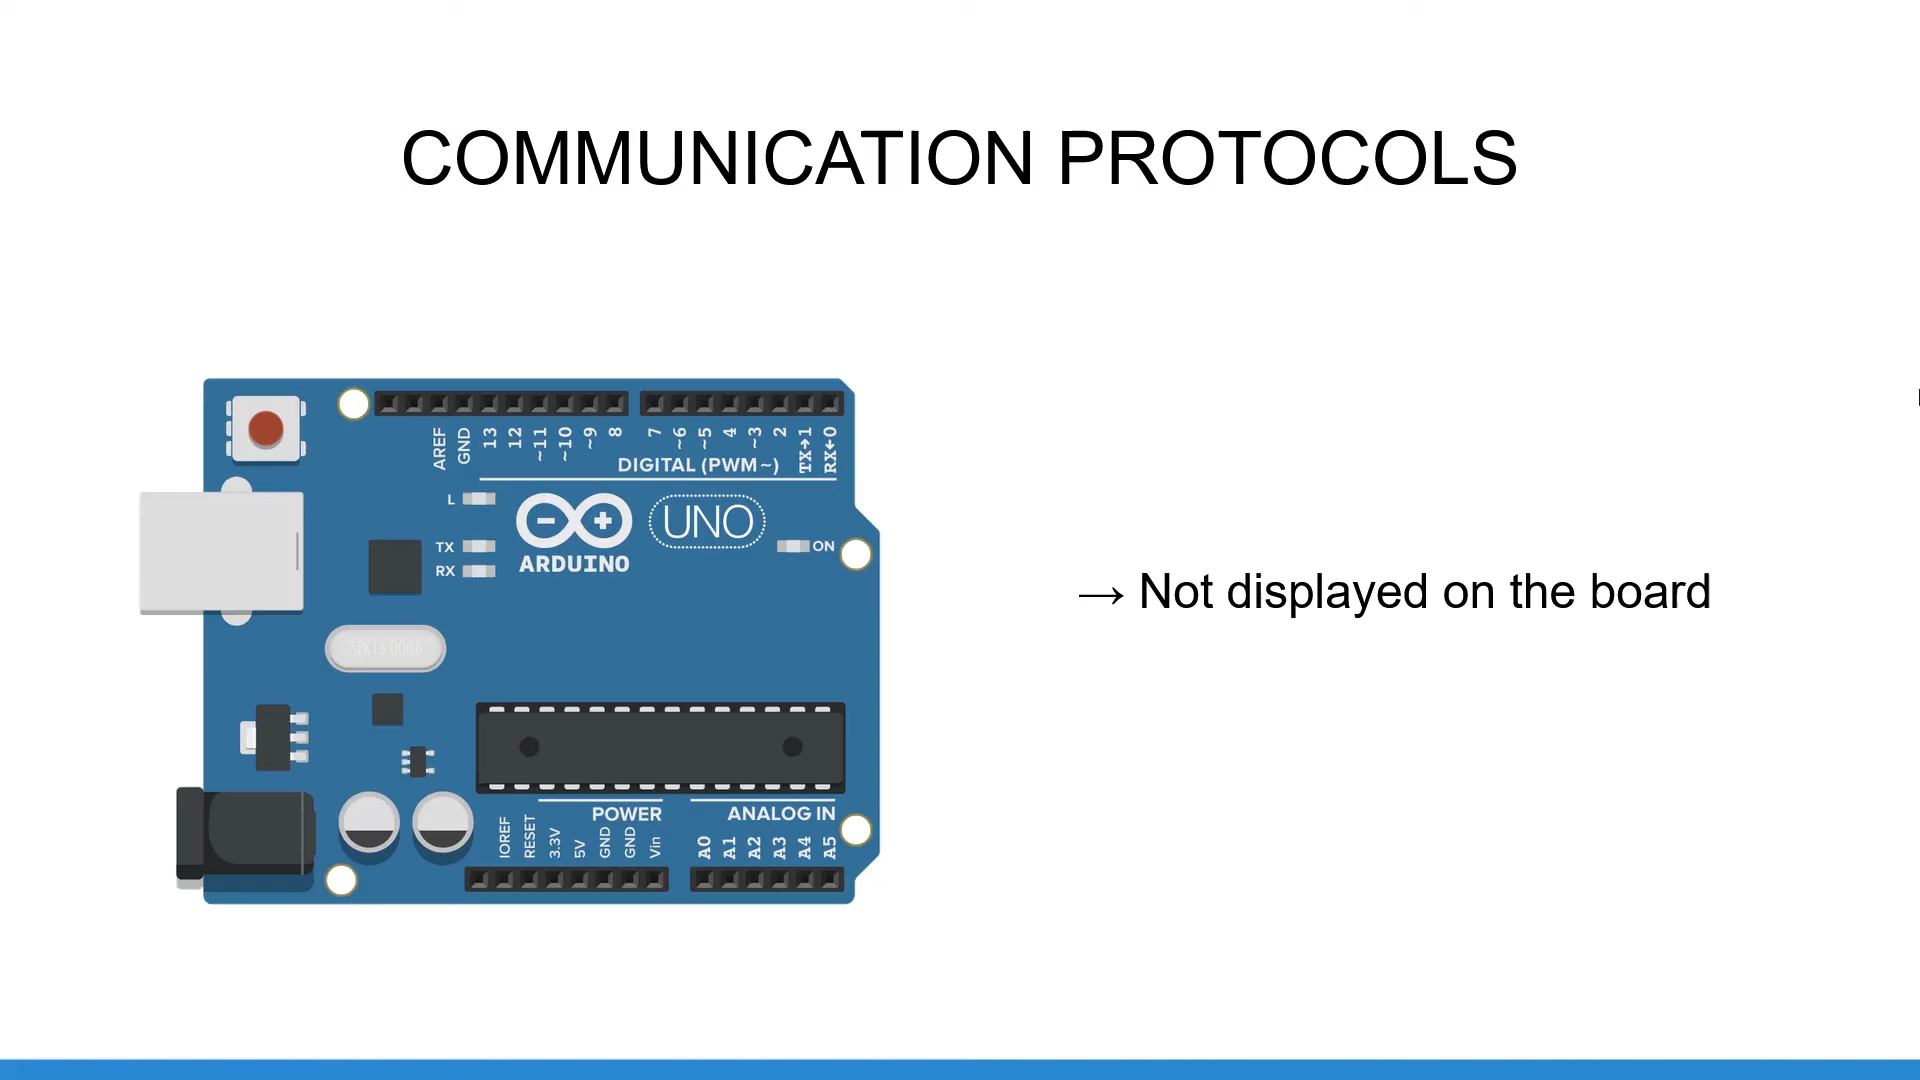 COMMUNICATION PROTOCOLS
AREF GND 13 12 ~11 ~10 ~9 8 7 ~6 ~5 4 ~3 2 TX→1 RX←0
DIGITAL (PWM~)
L
ARDUINO
UNO
TX
RX
ON
SPK16.000G
→ Not displayed on the board
POWER
ANALOG IN
IOREF RESET 3.3V 5V GND GND Vin A0 A1 A2 A3 A4 A5